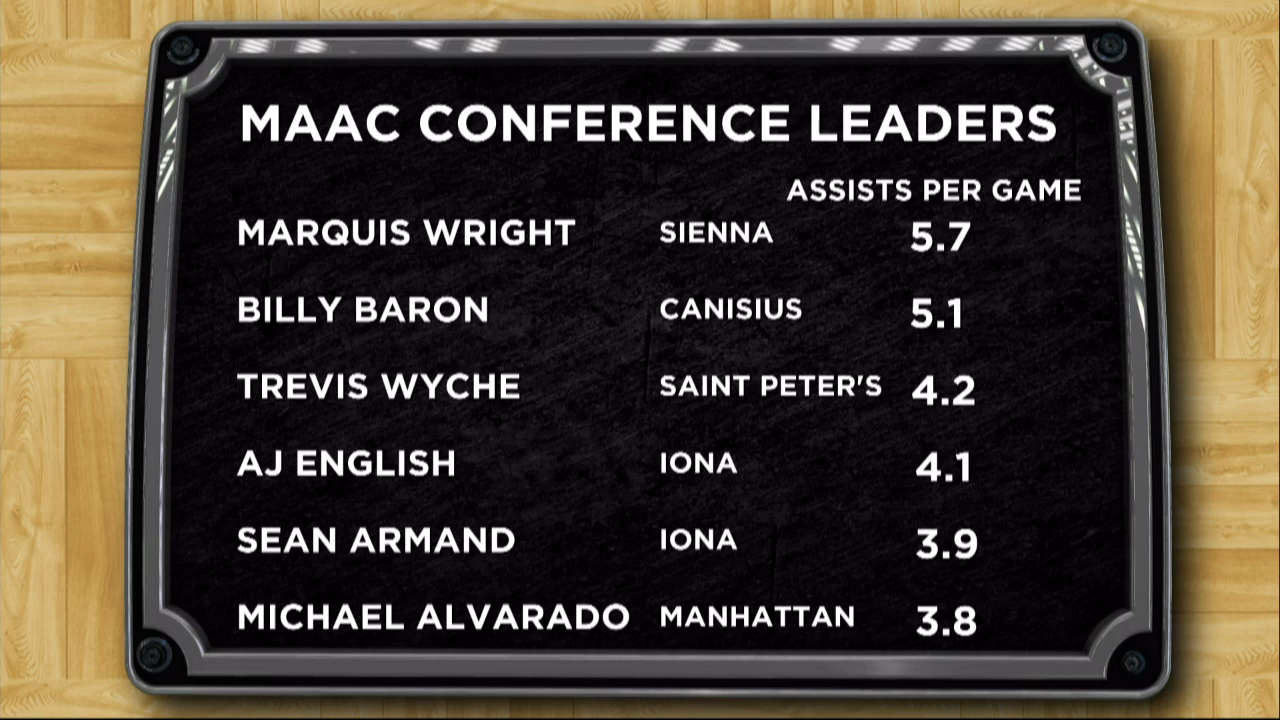 MAAC CONFERENCE LEADERS
ASSISTS PER GAME
MARQUIS WRIGHT SIENNA 5.7
BILLY BARON CANISIUS 5.1
TREVIS WYCHE SAINT PETER'S 4.2
AJ ENGLISH IONA 4.1
SEAN ARMAND IONA 3.9
MICHAEL ALVARADO MANHATTAN 3.8